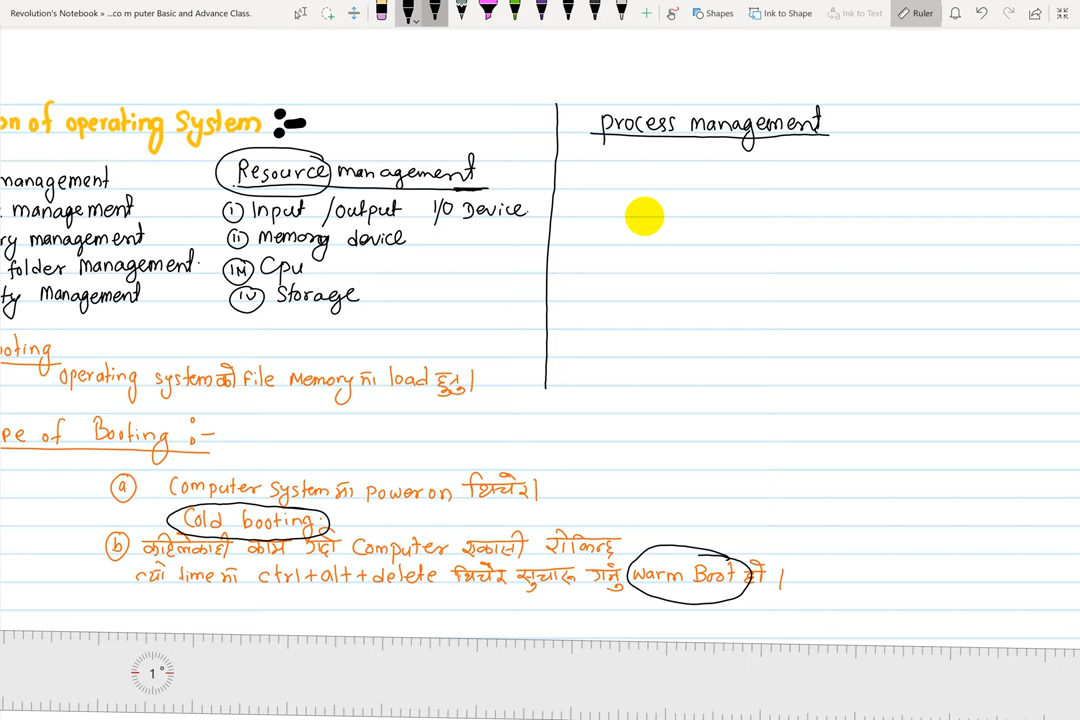 Revolution's Notebook » ...co m puter Basic and Advance Class.
Shapes
Ink to Shape
Ink to Text
Ruler
on of operating System :-
management
management
ry management
folder management.
ty management
Resource management
(i) Input /output I/O Device.
(ii) memory device
Cpu
(iv) Storage
process management
ooting
operating systemको File Memory मा load हुनु।
pe of Booting :-
(a) Computer system मा power on थिचेर।
Cold booting.
(b) कहिलेकाही काम गर्दा Computer एकासी रोकिन्छ
त्यो time मा ctrl+alt+delete थिचेर सुचारू गर्नु warm Boot हो।
1°